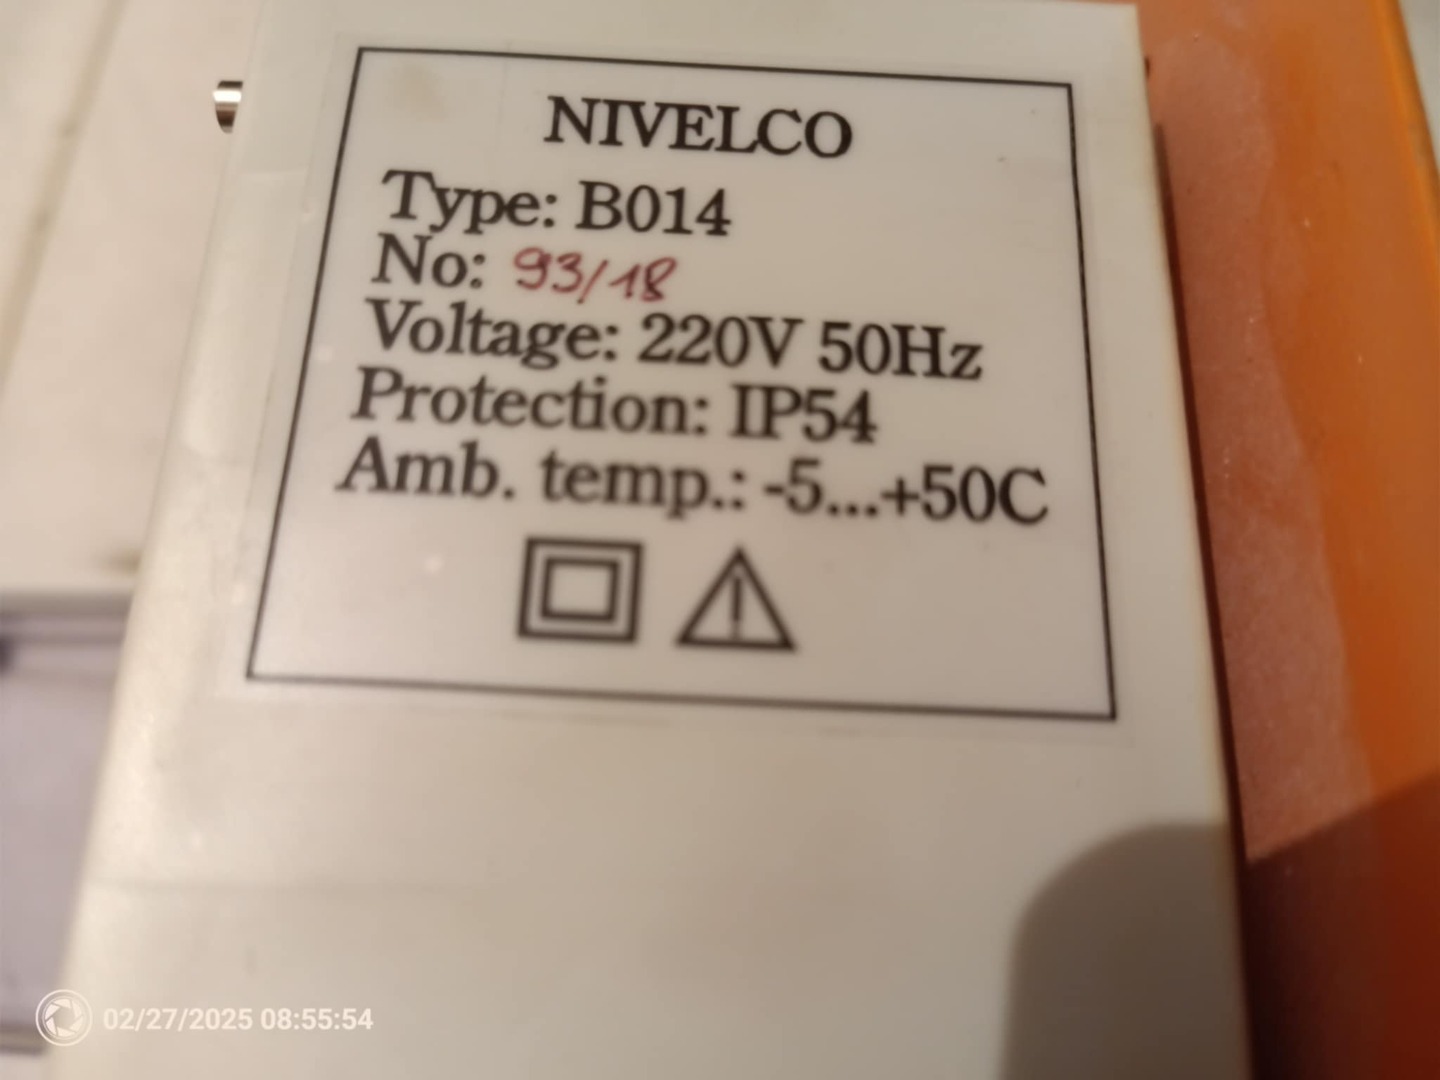 NIVELCO
Type: B014
No: 93/18
Voltage: 220V 50Hz
Protection: IP54
Amb. temp.: -5...+50C
02/27/2025 08:55:54